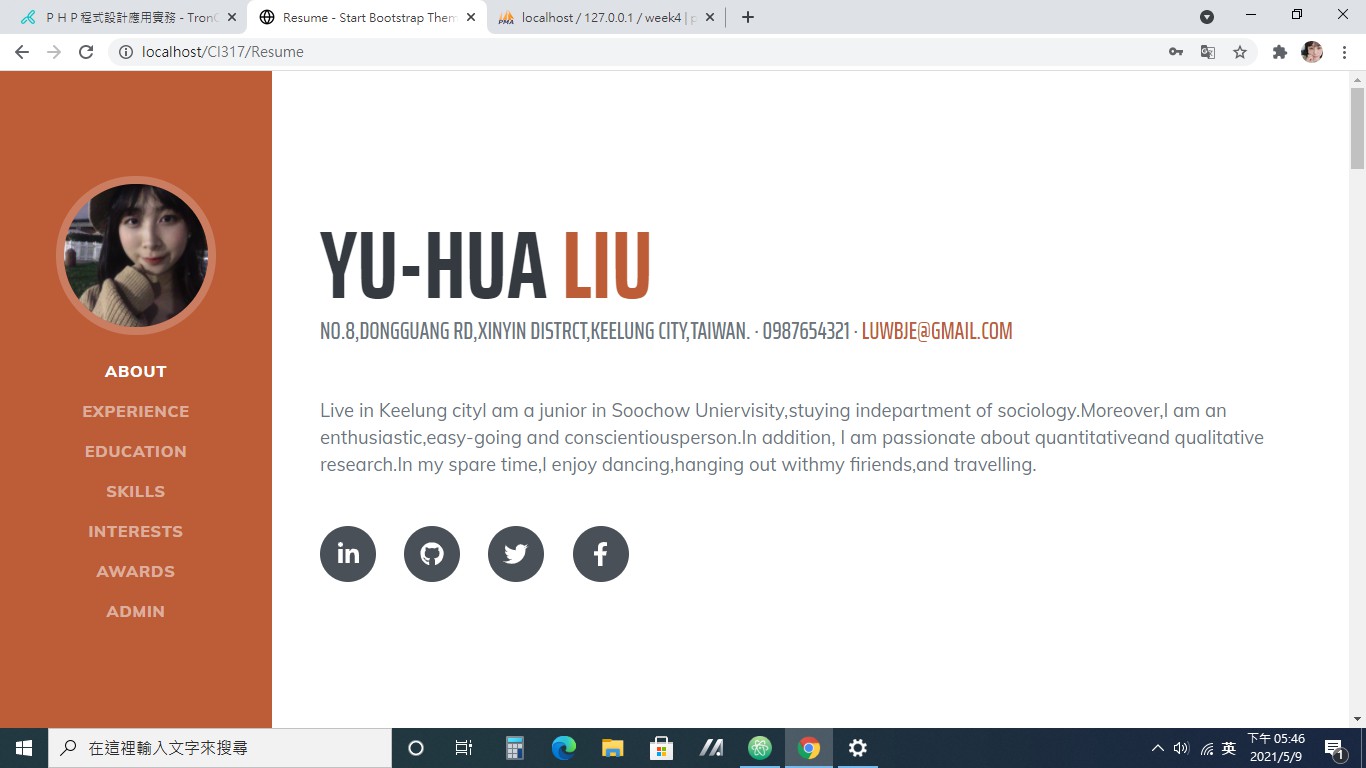 ＰＨＰ程式設計應用實務 - Tron
Resume - Start Bootstrap Them
localhost / 127.0.0.1 / week4 | p
localhost/CI317/Resume
YU-HUA LIU
NO.8,DONGGUANG RD,XINYIN DISTRCT,KEELUNG CITY,TAIWAN. · 0987654321 · LUWBJE@GMAIL.COM
ABOUT
EXPERIENCE
EDUCATION
SKILLS
INTERESTS
AWARDS
ADMIN
Live in Keelung cityI am a junior in Soochow Uniervisity,stuying indepartment of sociology.Moreover,I am an
enthusiastic,easy-going and conscientiousperson.In addition, I am passionate about quantitativeand qualitative
research.In my spare time,I enjoy dancing,hanging out withmy firiends,and travelling.
在這裡輸入文字來搜尋
英
下午 05:46
2021/5/9
1